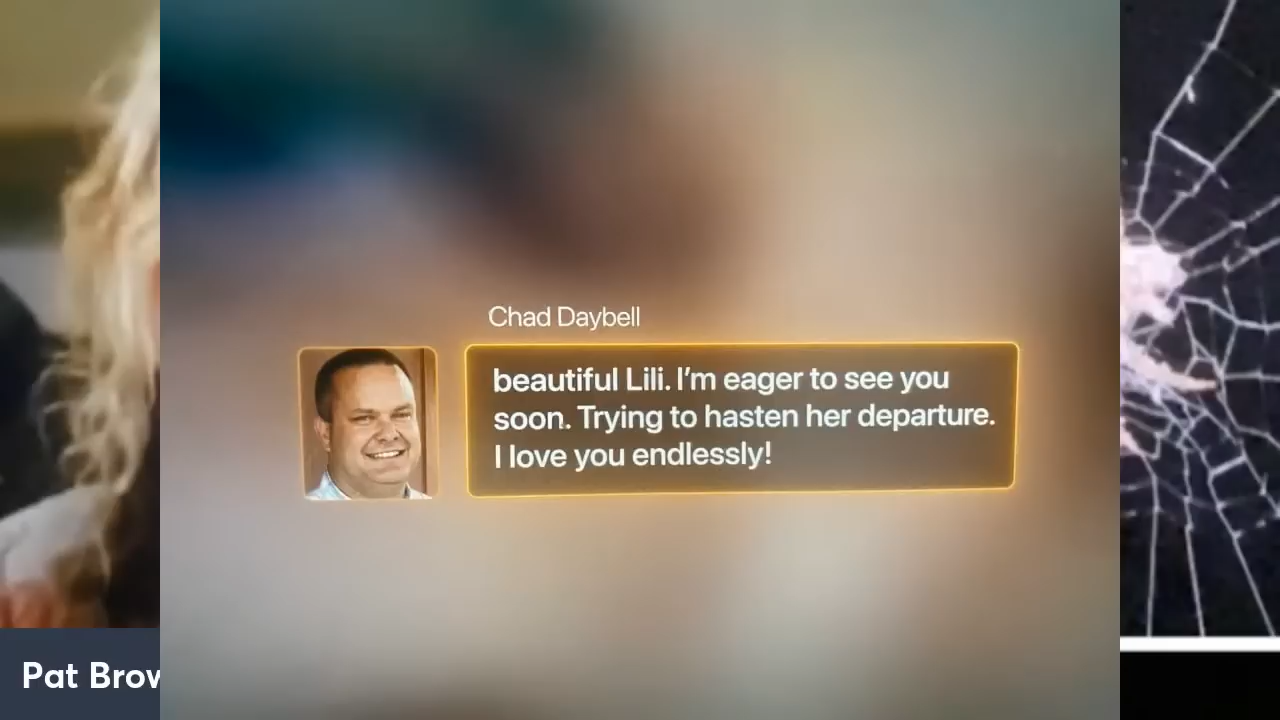 Chad Daybell
beautiful Lili. I'm eager to see you
soon. Trying to hasten her departure.
I love you endlessly!
Pat Brow